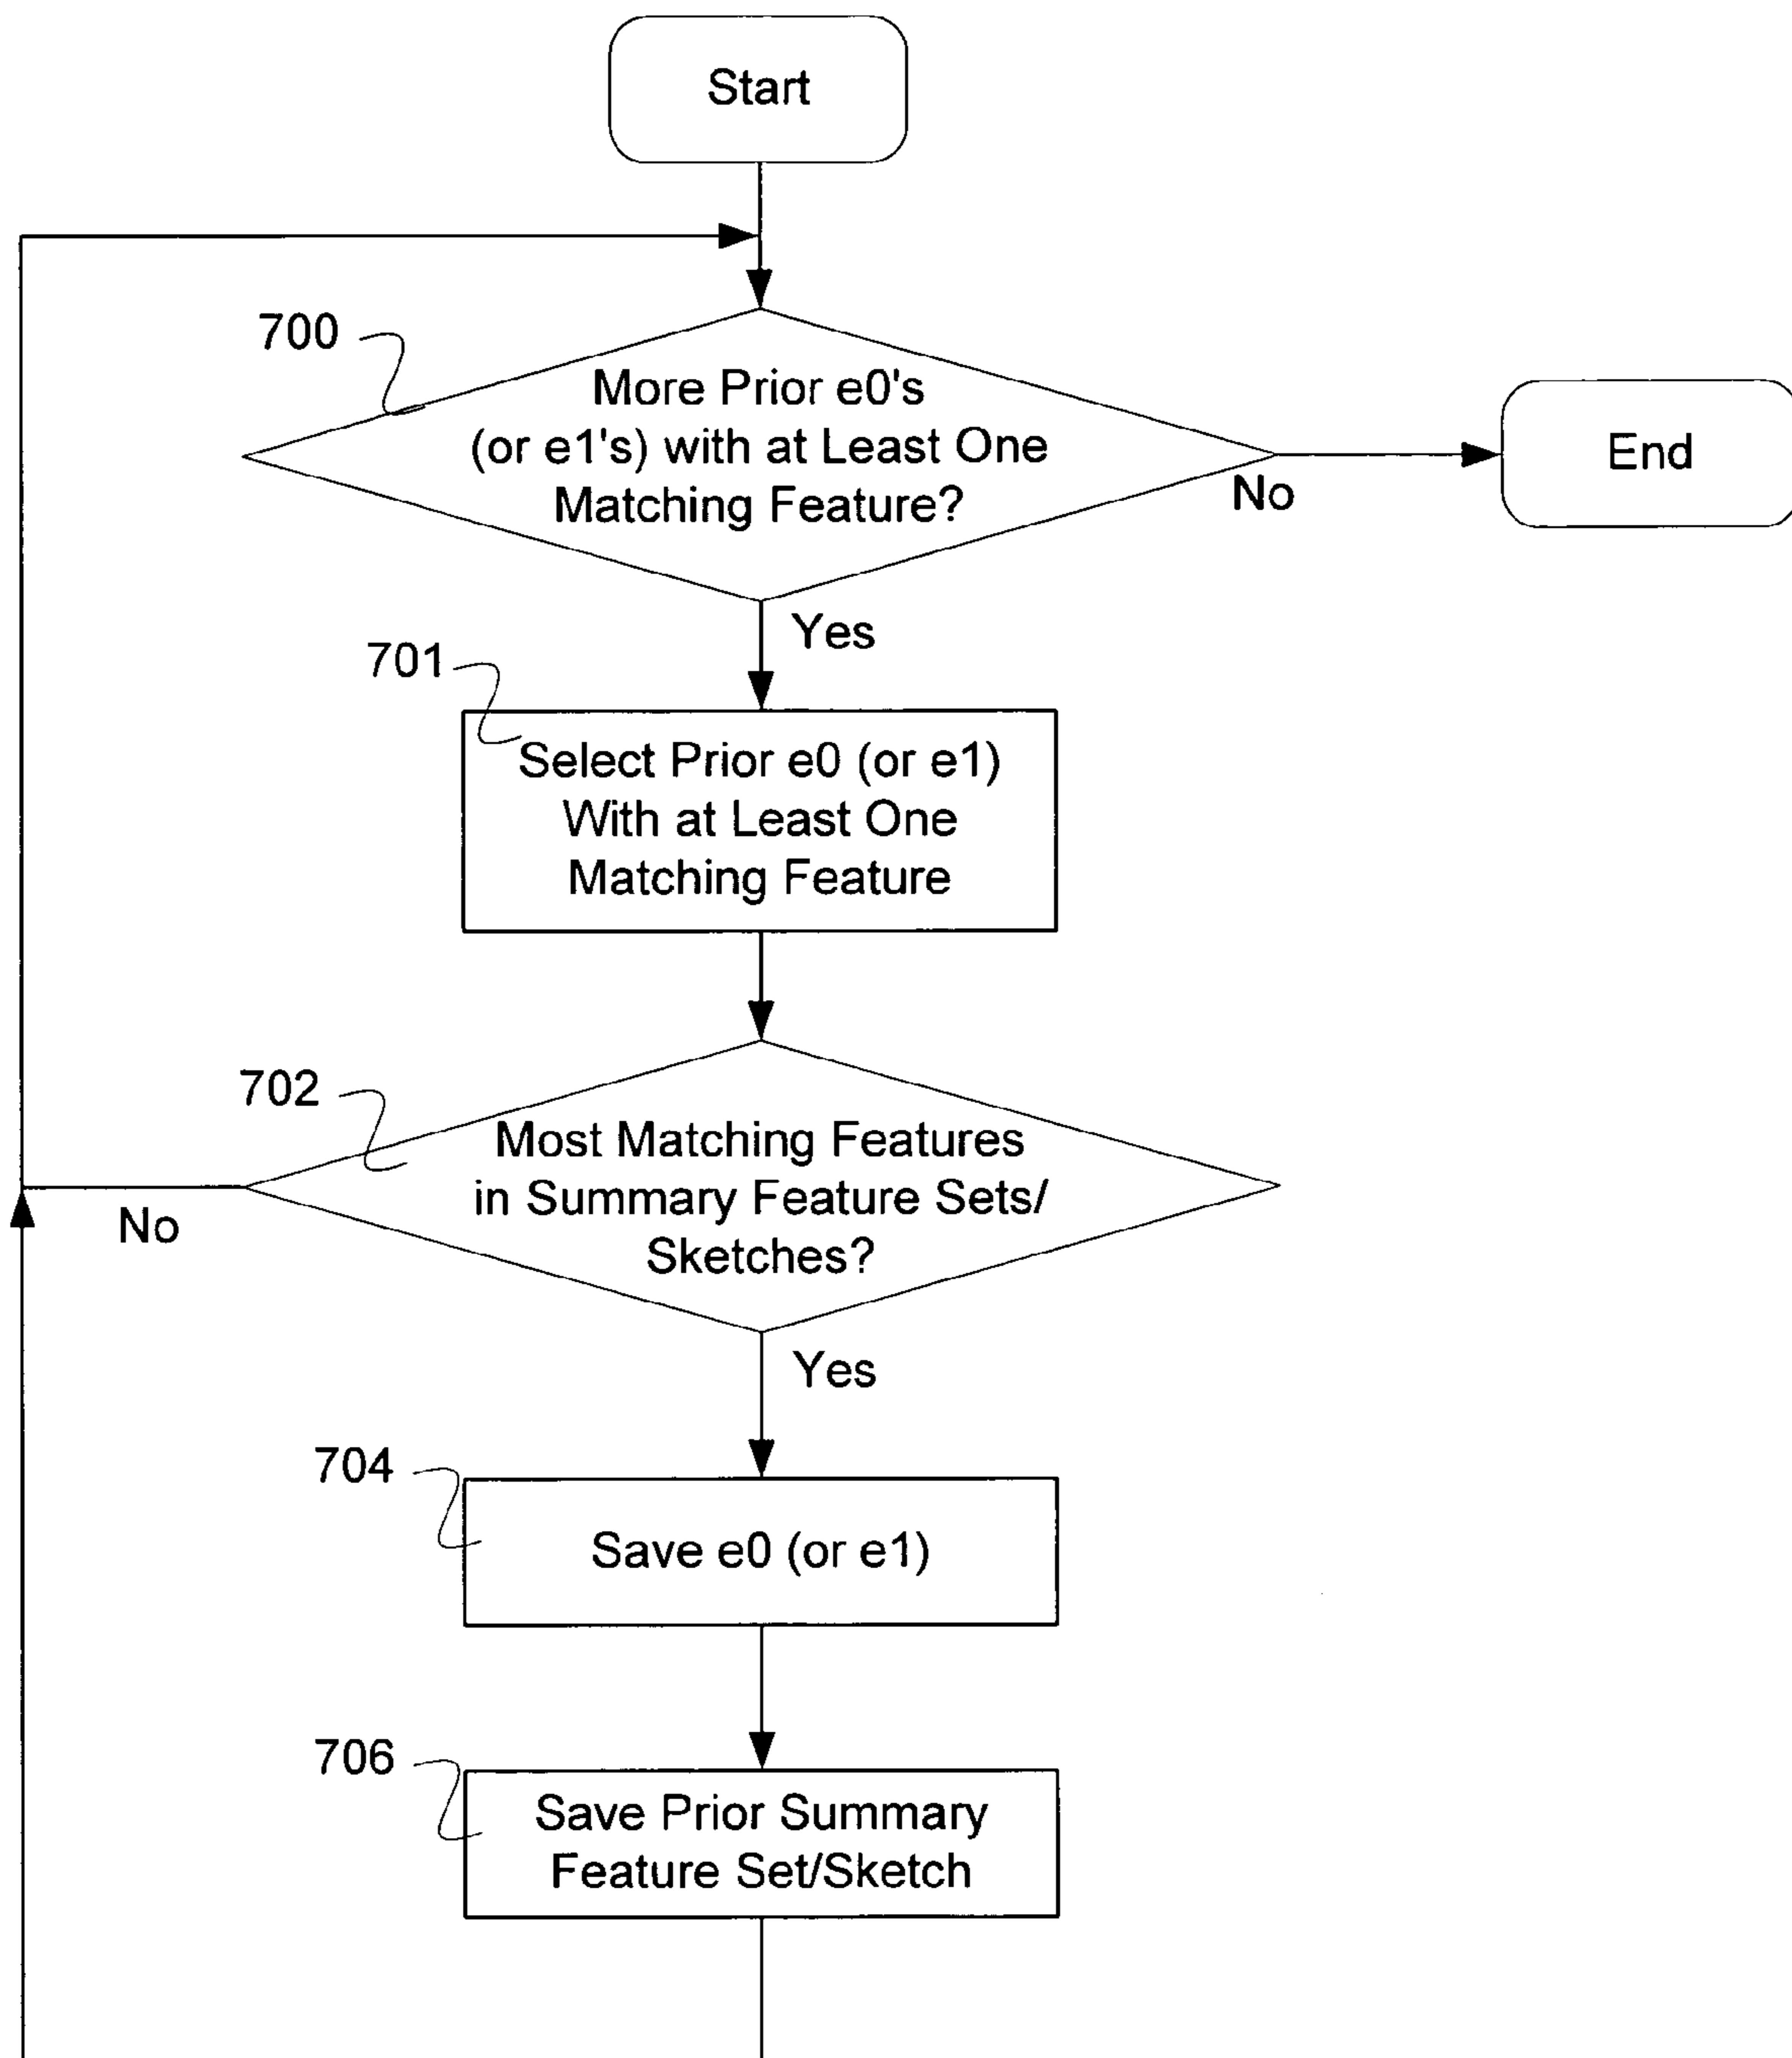 Start
700
More Prior e0's
(or e1's) with at Least One
Matching Feature?
No
End
Yes
701
Select Prior e0 (or e1)
With at Least One
Matching Feature
702
Most Matching Features
in Summary Feature Sets/
Sketches?
No
Yes
704
Save e0 (or e1)
706
Save Prior Summary
Feature Set/Sketch